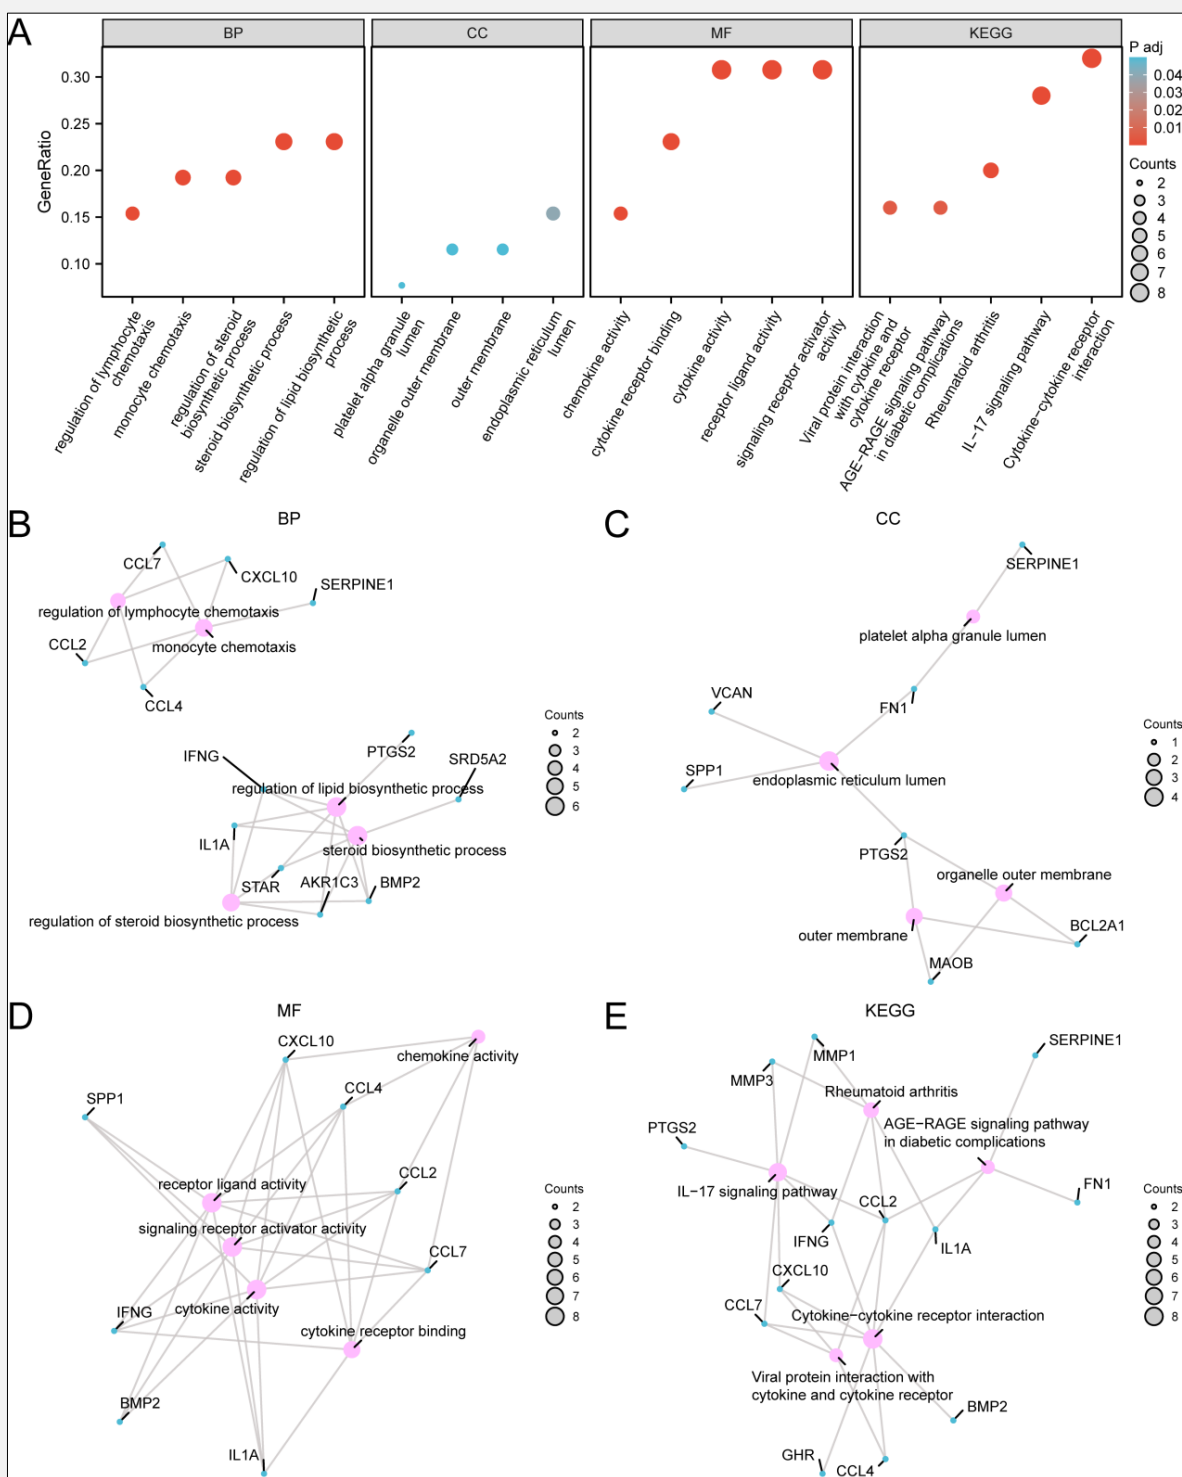 A
BP
CC
MF
KEGG
GeneRatio
0.30
0.25
0.20
0.15
0.10
P adj
0.04
0.03
0.02
0.01
Counts
2
3
4
5
6
7
8
regulation of lymphocyte
chemotaxis
monocyte chemotaxis
regulation of steroid
biosynthetic process
steroid biosynthetic process
regulation of lipid biosynthetic
process
platelet alpha granule
lumen
organelle outer membrane
outer membrane
endoplasmic reticulum
lumen
chemokine activity
cytokine receptor binding
cytokine activity
receptor ligand activity
signaling receptor activator
activity
Viral protein interaction
with cytokine and
cytokine receptor
AGE−RAGE signaling pathway
in diabetic complications
Rheumatoid arthritis
IL−17 signaling pathway
Cytokine−cytokine receptor
interaction
B
BP
CCL7
CXCL10
SERPINE1
regulation of lymphocyte chemotaxis
CCL2
monocyte chemotaxis
CCL4
IFNG
PTGS2
SRD5A2
regulation of lipid biosynthetic process
IL1A
steroid biosynthetic process
STAR
AKR1C3
BMP2
regulation of steroid biosynthetic process
Counts
2
3
4
5
6
C
CC
SERPINE1
platelet alpha granule lumen
VCAN
FN1
SPP1
endoplasmic reticulum lumen
PTGS2
organelle outer membrane
outer membrane
BCL2A1
MAOB
Counts
1
2
3
4
D
MF
CXCL10
chemokine activity
SPP1
CCL4
receptor ligand activity
CCL2
signaling receptor activator activity
CCL7
IFNG
cytokine activity
cytokine receptor binding
BMP2
IL1A
Counts
2
3
4
5
6
7
8
E
KEGG
MMP1
SERPINE1
MMP3
Rheumatoid arthritis
PTGS2
AGE−RAGE signaling pathway
in diabetic complications
IL−17 signaling pathway
CCL2
FN1
IFNG
IL1A
CXCL10
CCL7
Cytokine−cytokine receptor interaction
Viral protein interaction with
cytokine and cytokine receptor
BMP2
GHR
CCL4
Counts
2
3
4
5
6
7
8